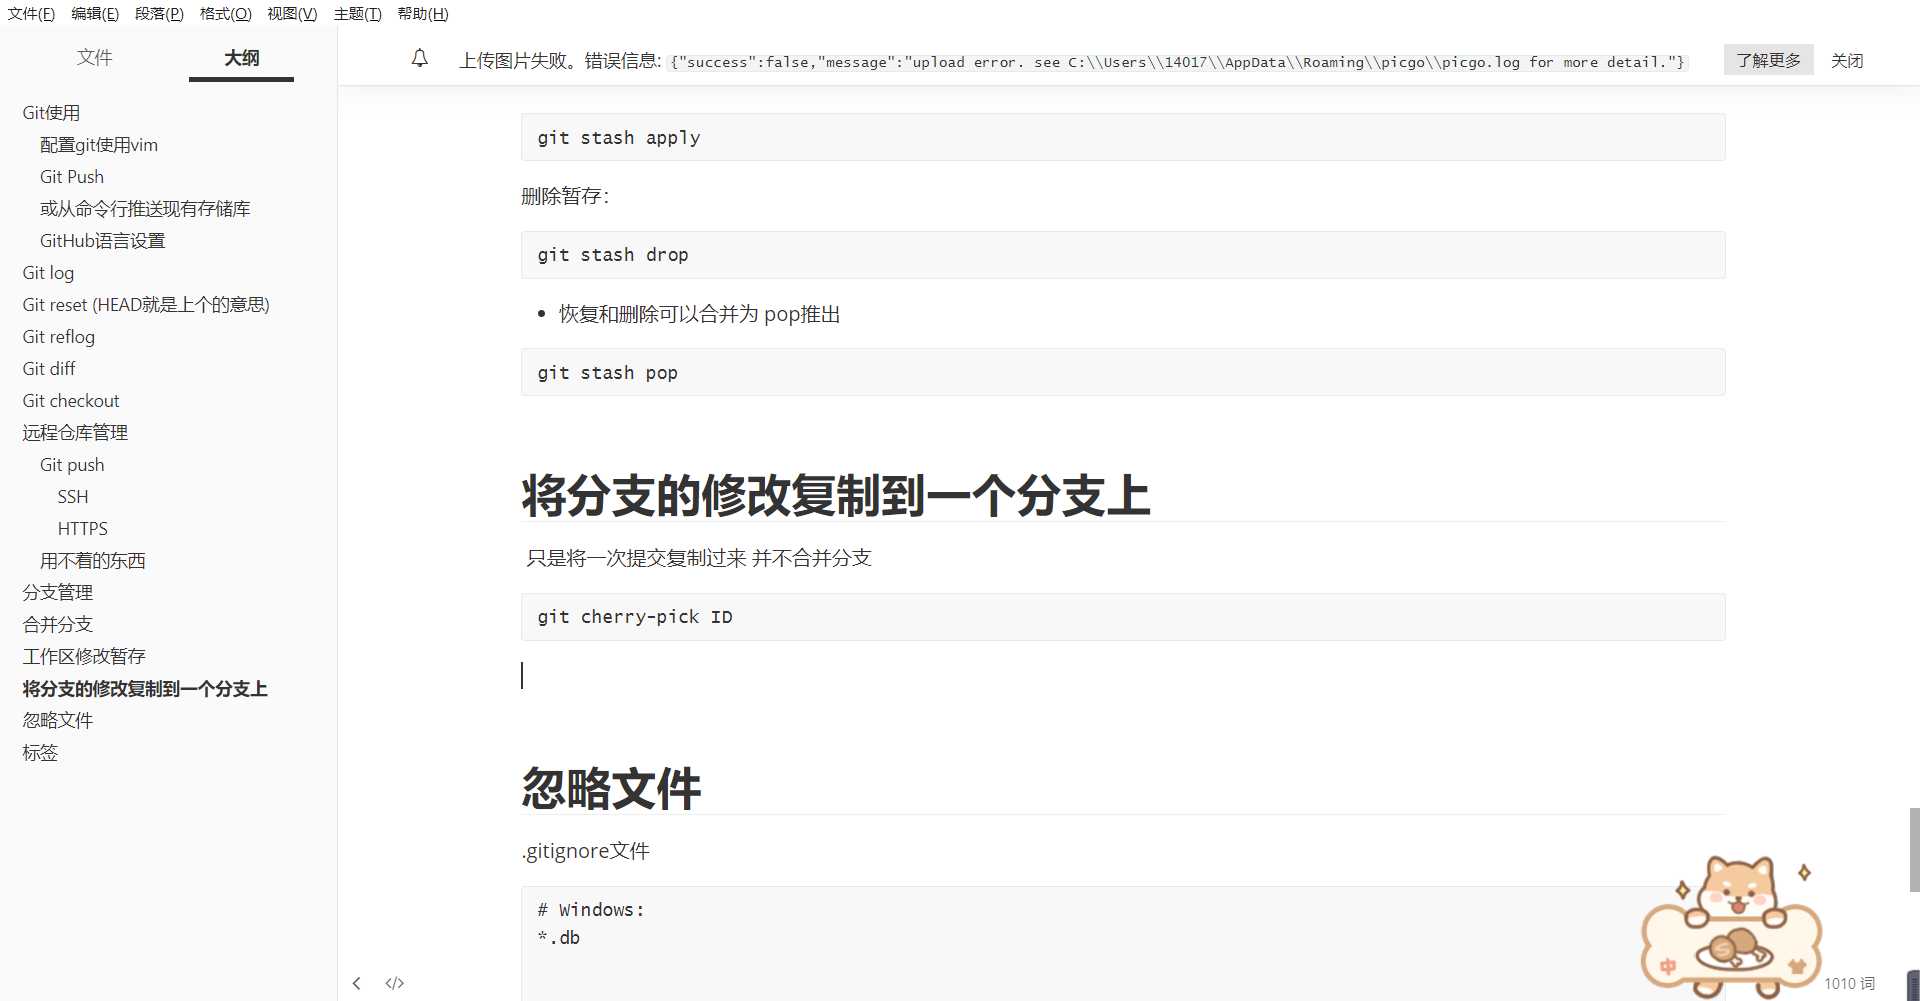 文件(F) 编辑(E) 段落(P) 格式(O) 视图(V) 主题(T) 帮助(H)
文件 大纲
上传图片失败。错误信息: {"success":false,"message":"upload error. see C:\\Users\\14017\\AppData\\Roaming\\picgo\\picgo.log for more detail."} 了解更多 关闭
Git使用
配置git使用vim
Git Push
或从命令行推送现有存储库
GitHub语言设置
Git log
Git reset (HEAD就是上个的意思)
Git reflog
Git diff
Git checkout
远程仓库管理
Git push
SSH
HTTPS
用不着的东西
分支管理
合并分支
工作区修改暂存
将分支的修改复制到一个分支上
忽略文件
标签
git stash apply
删除暂存：
git stash drop
• 恢复和删除可以合并为 pop推出
git stash pop
将分支的修改复制到一个分支上
只是将一次提交复制过来 并不合并分支
git cherry-pick ID
忽略文件
.gitignore文件
# Windows:
*.db
中
</> 1010 词